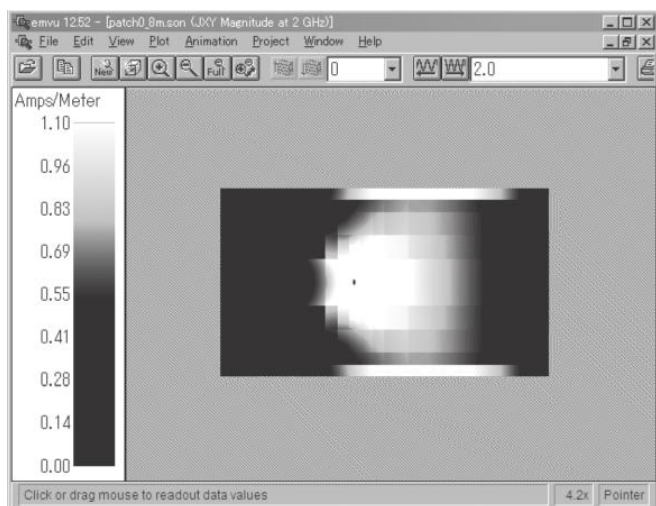 emvu 12.52 - [patch0_8m.son (JXY Magnitude at 2 GHz)]
File Edit View Plot Animation Project Window Help
New Full 0 2.0
Amps/Meter
1.10
0.96
0.83
0.69
0.55
0.41
0.28
0.14
0.00
Click or drag mouse to readout data values 4.2x Pointer